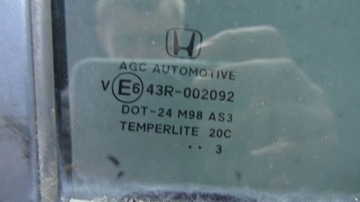 AGC AUTOMOTIVE
V E6 43R-002092
DOT-24 M98 AS3
TEMPERLITE 20C
.. 3